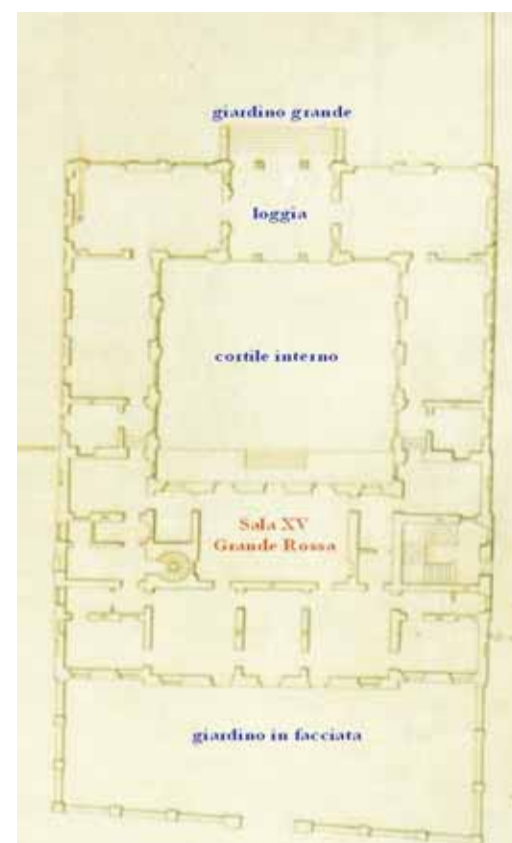 giardino grande
loggia
cortile interno
Sala XV
Grande Rossa
giardino in facciata